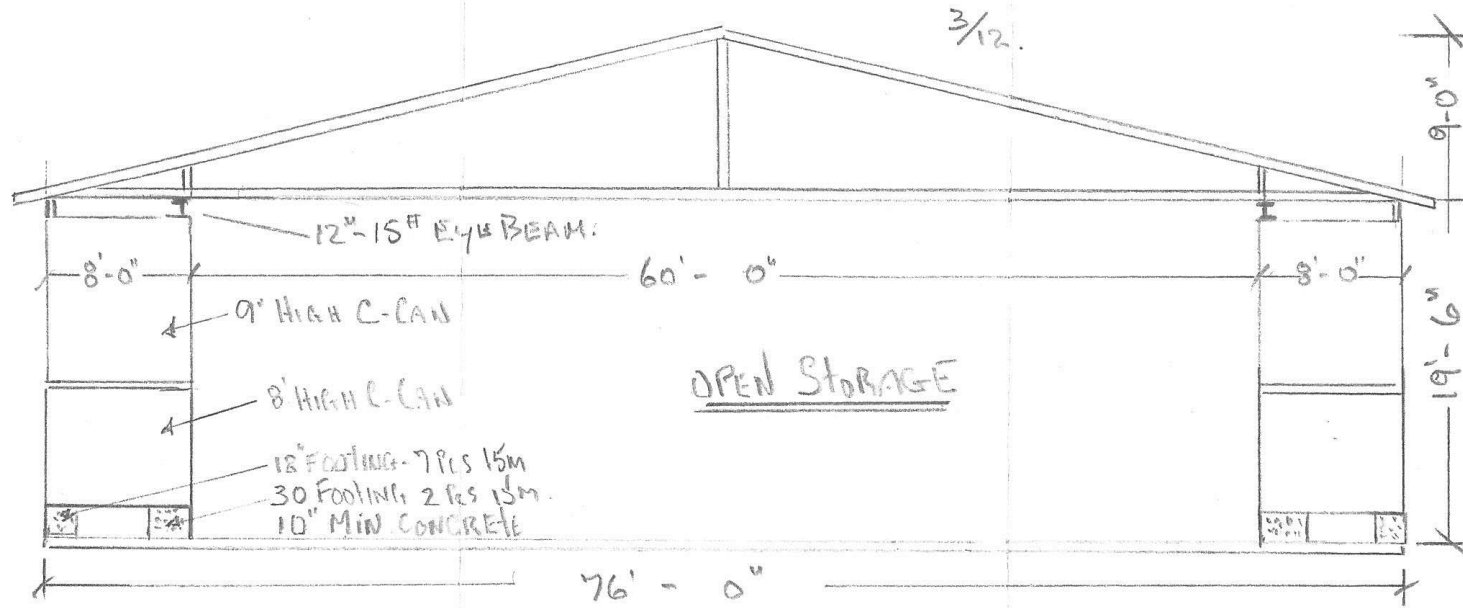 3/12.
9'-0"
12"-15# EYE BEAM.
8'-0"
60'- 0"
8'-0"
9' HIGH C-CAN
19'-6"
8' HIGH C-CAN
OPEN STORAGE
18" FOOTING-7 PCS 15M
30 FOOTING 2 PCS 15M.
10" MIN. CONCRETE
76' - 0"